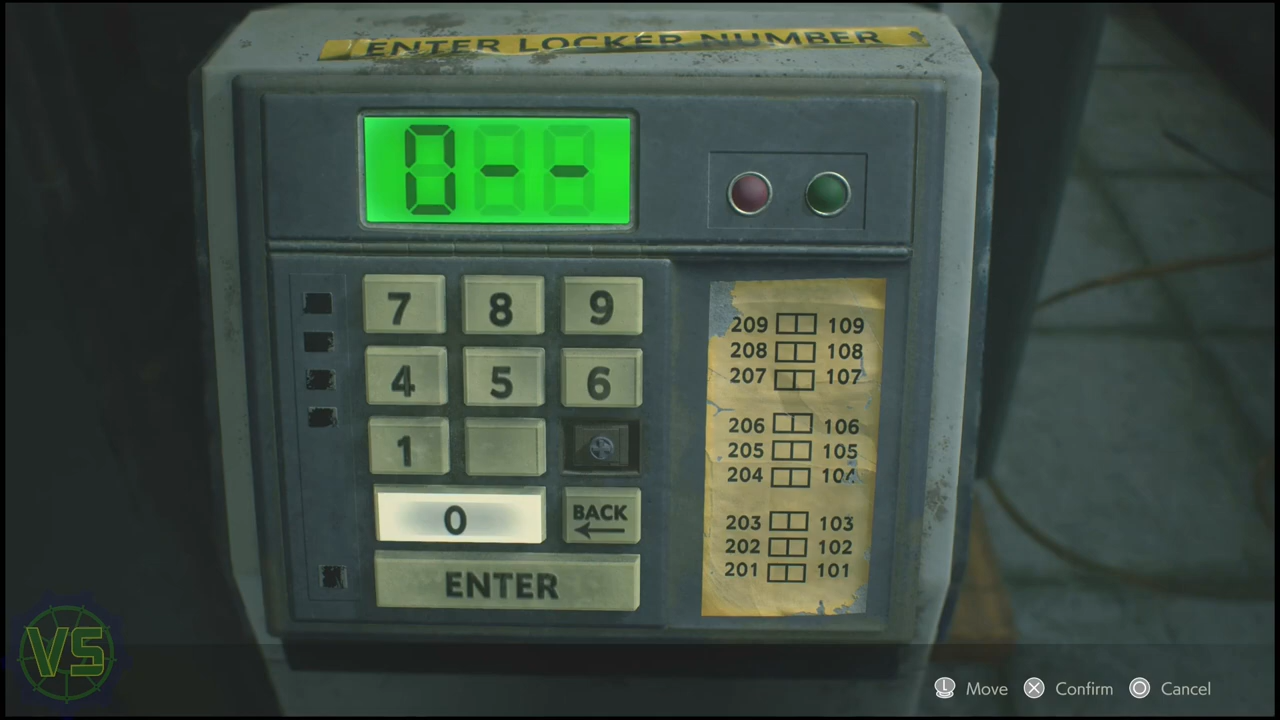 ENTER LOCKER NUMBER
0--
7 8 9
4 5 6
1
0 BACK
ENTER
209 109
208 108
207 107
206 106
205 105
204 104
203 103
202 102
201 101
VS
Move Confirm Cancel